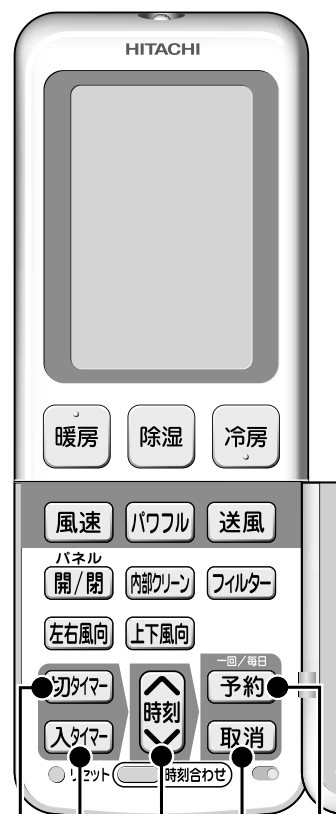 HITACHI
暖房 除湿 冷房
風速 パワフル 送風
パネル
開/閉 内部クリーン フィルター
左右風向 上下風向
一回/毎日
切タイマー 時刻 予約
入タイマー 取消
リセット 時刻合わせ